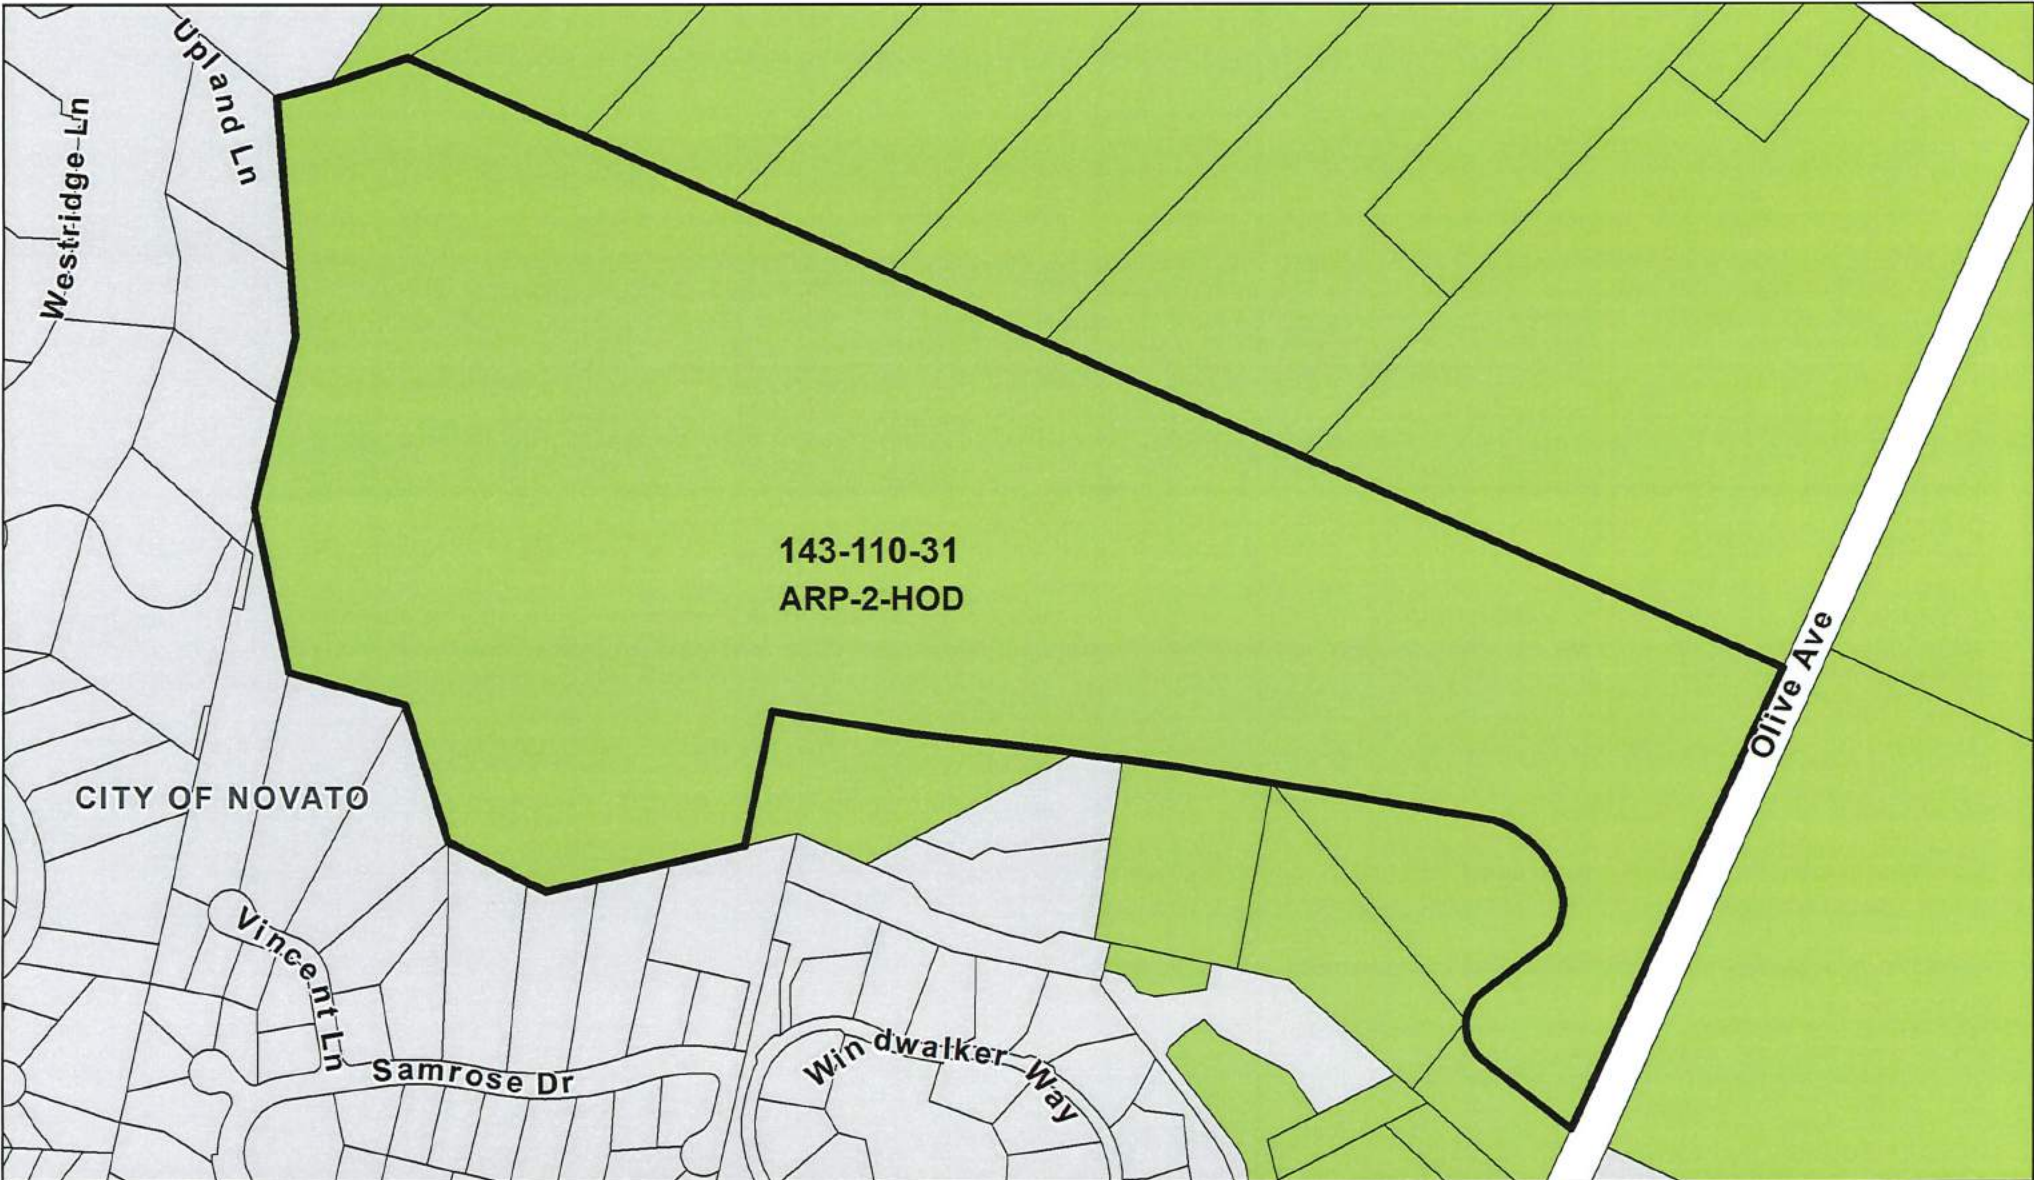 Upland Ln
Westridge Ln
143-110-31
ARP-2-HOD
Olive Ave
CITY OF NOVATO
Vincent Ln
Samrose Dr
Windwalker Way